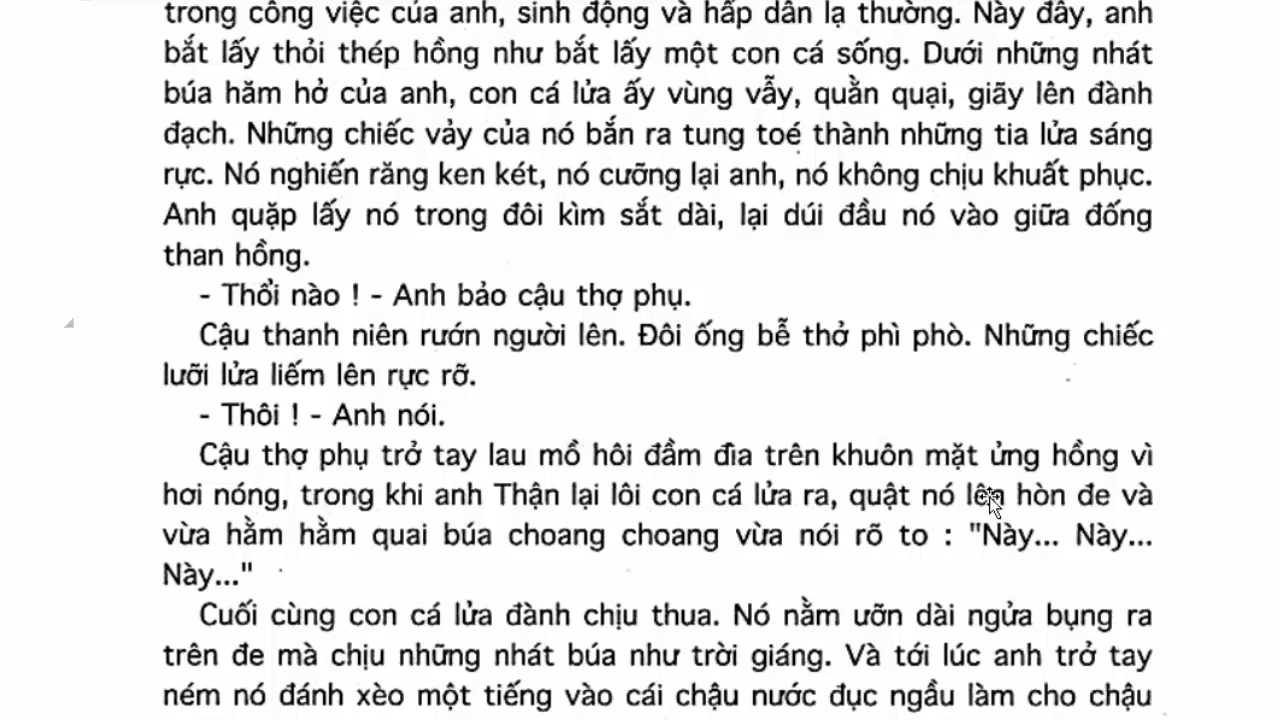 trong công việc của anh, sinh động và hấp dẫn lạ thường. Này đây, anh
bắt lấy thỏi thép hồng như bắt lấy một con cá sống. Dưới những nhát
búa hăm hở của anh, con cá lửa ấy vùng vẫy, quằn quại, giãy lên đành
đạch. Những chiếc vảy của nó bắn ra tung toé thành những tia lửa sáng
rực. Nó nghiến răng ken két, nó cưỡng lại anh, nó không chịu khuất phục.
Anh quặp lấy nó trong đôi kìm sắt dài, lại dúi đầu nó vào giữa đống
than hồng.
- Thổi nào ! - Anh bảo cậu thợ phụ.
Cậu thanh niên rướn người lên. Đôi ống bễ thở phì phò. Những chiếc
lưỡi lửa liếm lên rực rỡ.
- Thôi ! - Anh nói.
Cậu thợ phụ trở tay lau mồ hôi đầm đìa trên khuôn mặt ửng hồng vì
hơi nóng, trong khi anh Thận lại lôi con cá lửa ra, quật nó lên hòn đe và
vừa hằm hằm quai búa choang choang vừa nói rõ to : "Này... Này...
Này..."
Cuối cùng con cá lửa đành chịu thua. Nó nằm ưỡn dài ngửa bụng ra
trên đe mà chịu những nhát búa như trời giáng. Và tới lúc anh trở tay
ném nó đánh xèo một tiếng vào cái chậu nước đục ngầu làm cho chậu